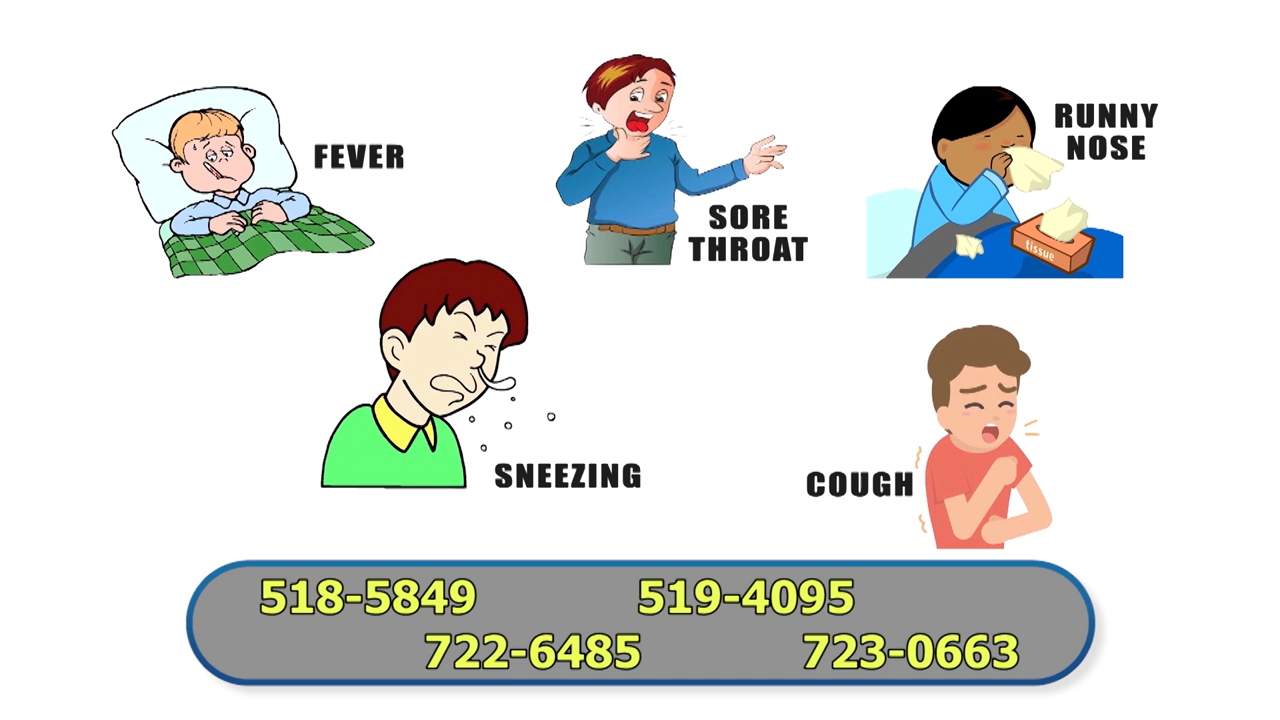 FEVER
SORE
THROAT
RUNNY
NOSE
tissue
SNEEZING
COUGH
518-5849 519-4095
722-6485 723-0663